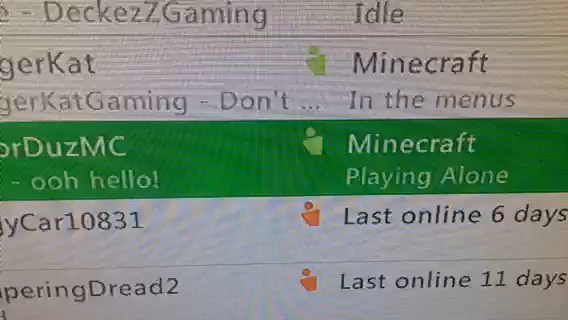 - DeckezZGaming Idle
gerKat Minecraft
gerKatGaming - Don't ... In the menus
orDuzMC Minecraft
- ooh hello! Playing Alone
yCar10831 Last online 6 days
peringDread2 Last online 11 days